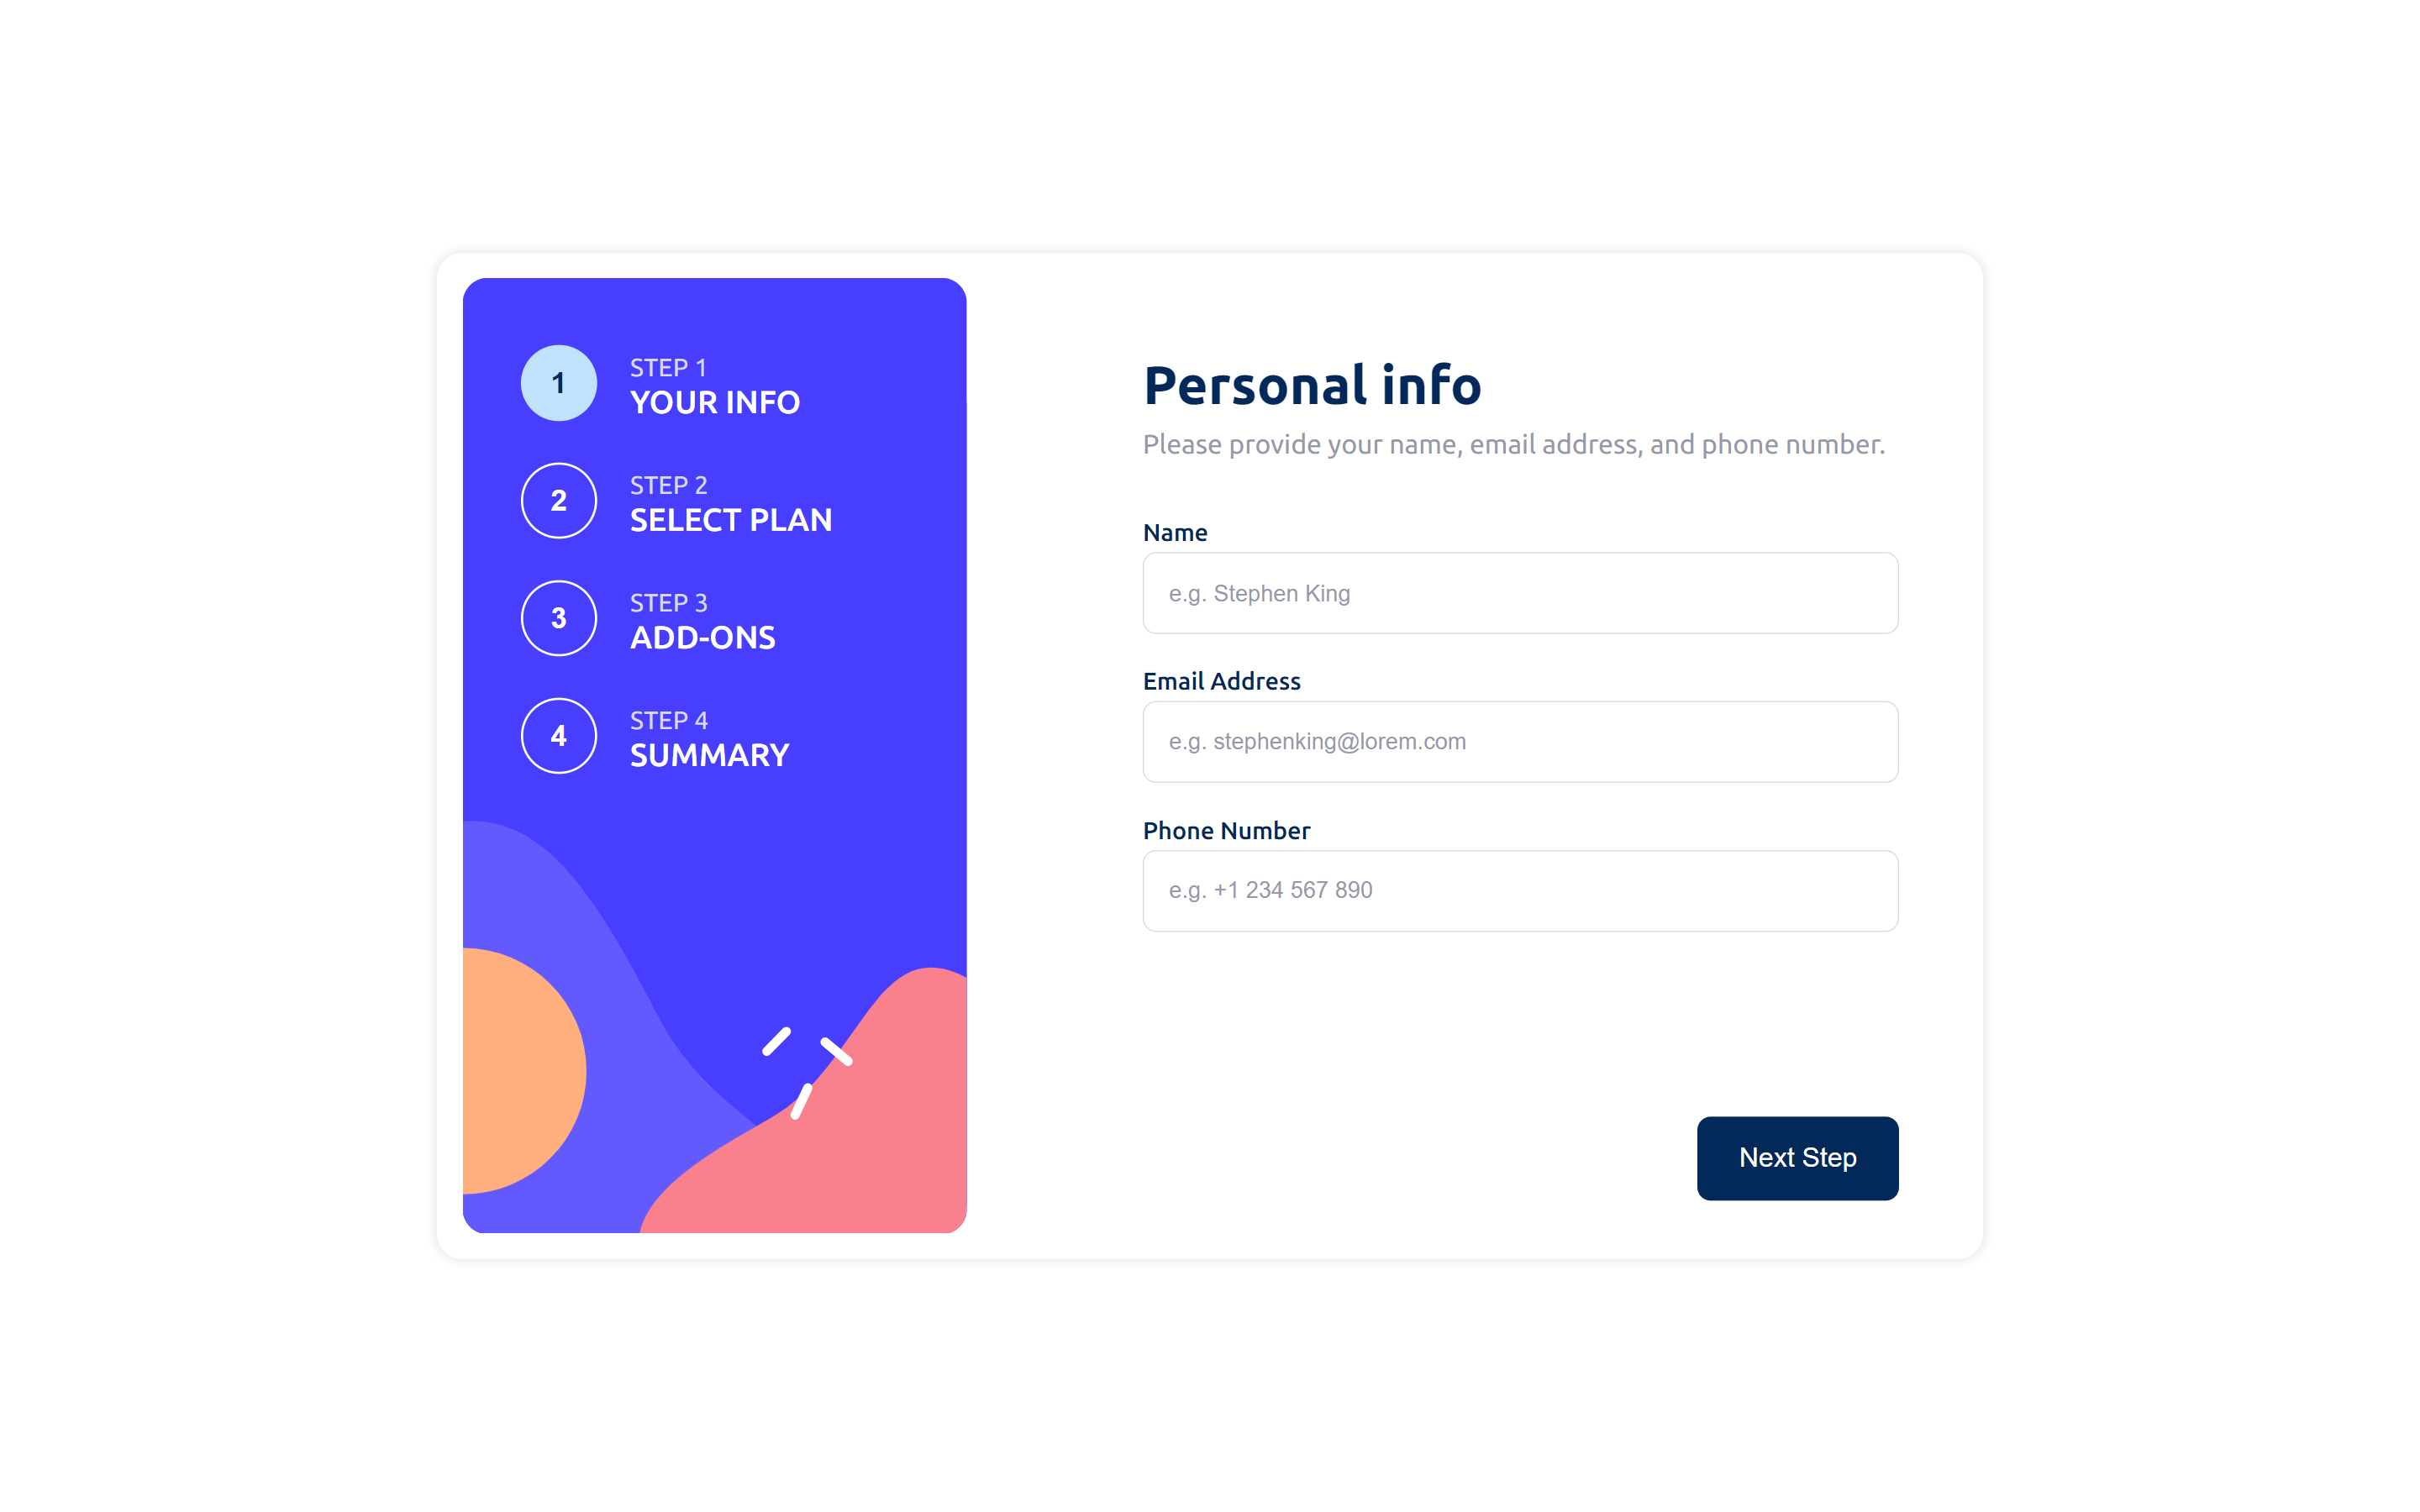 1
STEP 1
YOUR INFO
2
STEP 2
SELECT PLAN
3
STEP 3
ADD-ONS
4
STEP 4
SUMMARY
Personal info
Please provide your name, email address, and phone number.
Name
e.g. Stephen King
Email Address
e.g. stephenking@lorem.com
Phone Number
e.g. +1 234 567 890
Next Step